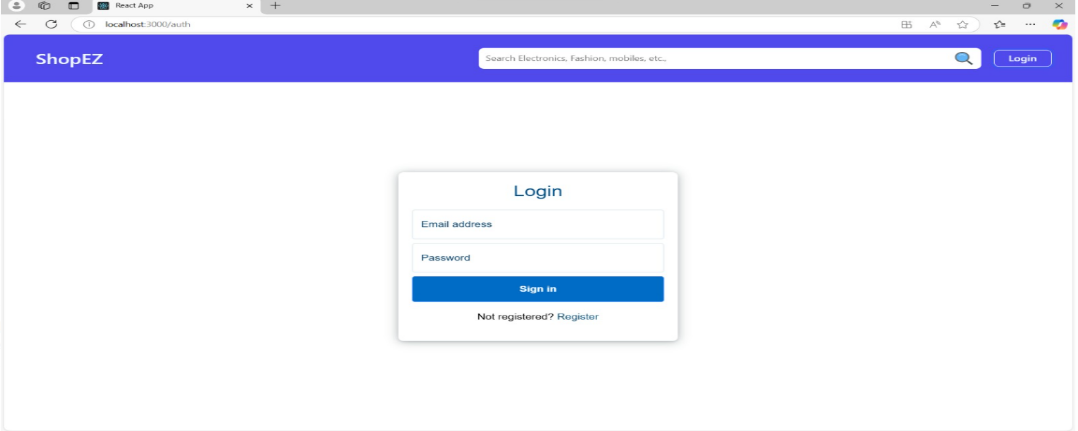 React App
localhost:3000/auth
ShopEZ
Search Electronics, Fashion, mobiles, etc.,
Login
Login
Email address
Password
Sign in
Not registered? Register